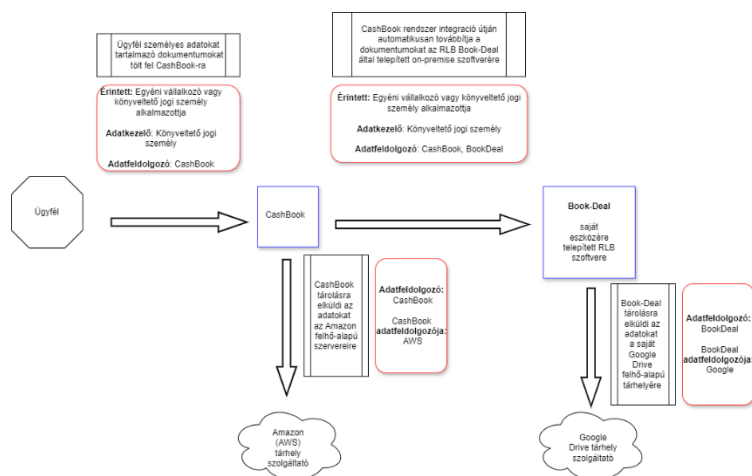 Ügyfél személyes adatokat
tartalmazó dokumentumokat
tölt fel CashBook-ra
CashBook rendszer integráció útján
automatikusan továbbítja a
dokumentumokat az RLB Book-Deal
által telepített on-premise szoftverére
Érintett: Egyéni vállalkozó vagy
könyveltető jogi személy
alkalmazottja
Adatkezelő: Könyveltető jogi
személy
Adatfeldolgozó: CashBook
Érintett: Egyéni vállalkozó vagy könyveltető jogi
személy alkalmazottja
Adatkezelő: Könyveltető jogi személy
Adatfeldolgozó: CashBook, BookDeal
Ügyfél
CashBook
Book-Deal
saját
eszközére
telepített RLB
szoftvere
CashBook
tárolásra
elküldi az
adatokat
az Amazon
felhő-alapú
szervereire
Adatfeldolgozó:
CashBook
CashBook
adatfeldolgozója:
AWS
Book-Deal
tárolásra
elküldi az
adatokat
a saját
Google
Drive
felhő-alapú
tárhelyére
Adatfeldolgozó:
BookDeal
BookDeal
adatfeldolgozója:
Google
Amazon
(AWS)
tárhely
szolgáltató
Google
Drive tárhely
szolgáltató